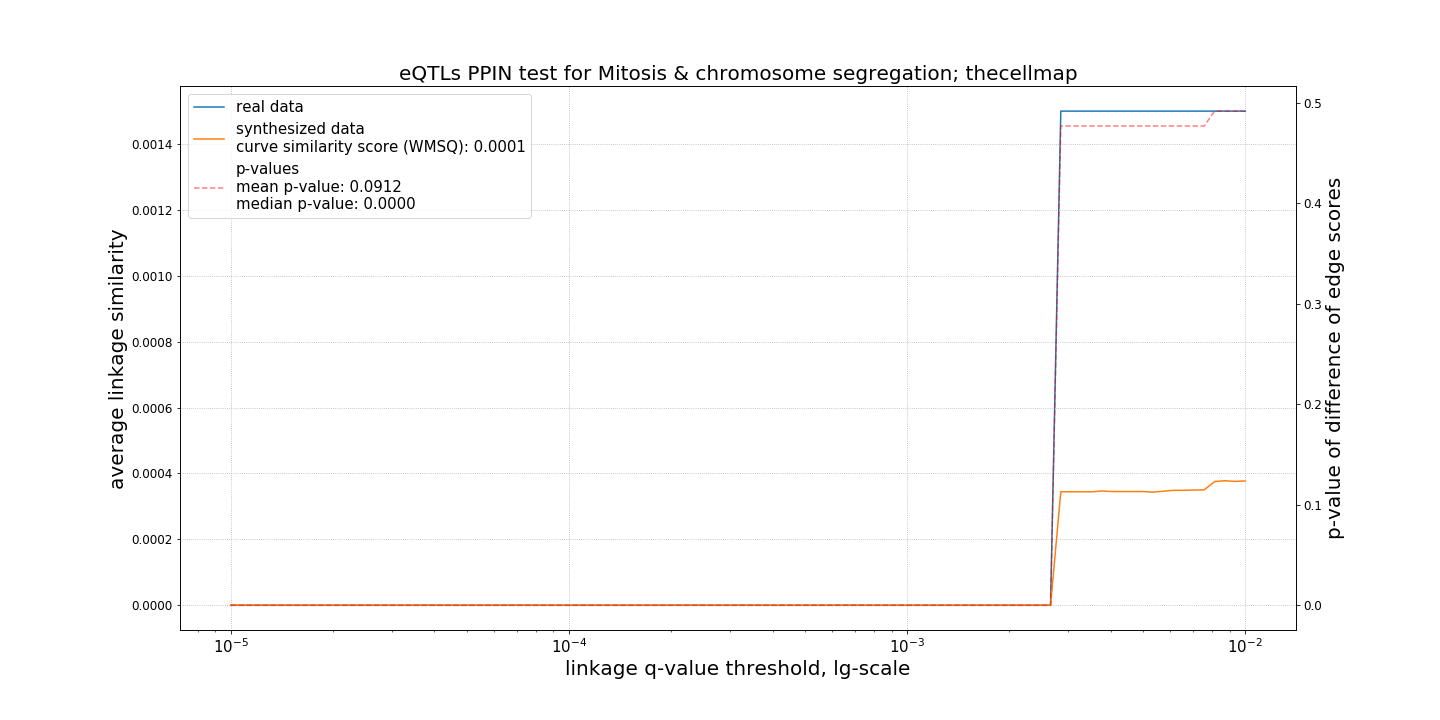 eQTLs PPIN test for Mitosis & chromosome segregation; thecellmap
real data
synthesized data
curve similarity score (WMSQ): 0.0001
p-values
mean p-value: 0.0912
median p-value: 0.0000
average linkage similarity
0.0014
0.0012
0.0010
0.0008
0.0006
0.0004
0.0002
0.0000
0.5
0.4
0.3
0.2
0.1
0.0
p-value of difference of edge scores
10⁻⁵
10⁻⁴
10⁻³
10⁻²
linkage q-value threshold, lg-scale